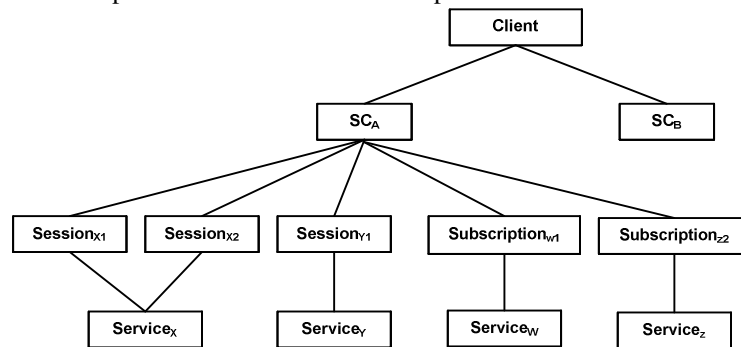 Client
SCA
SCB
SessionX1
SessionX2
SessionY1
Subscriptionw1
Subscriptionz2
ServiceX
ServiceY
ServiceW
Servicez